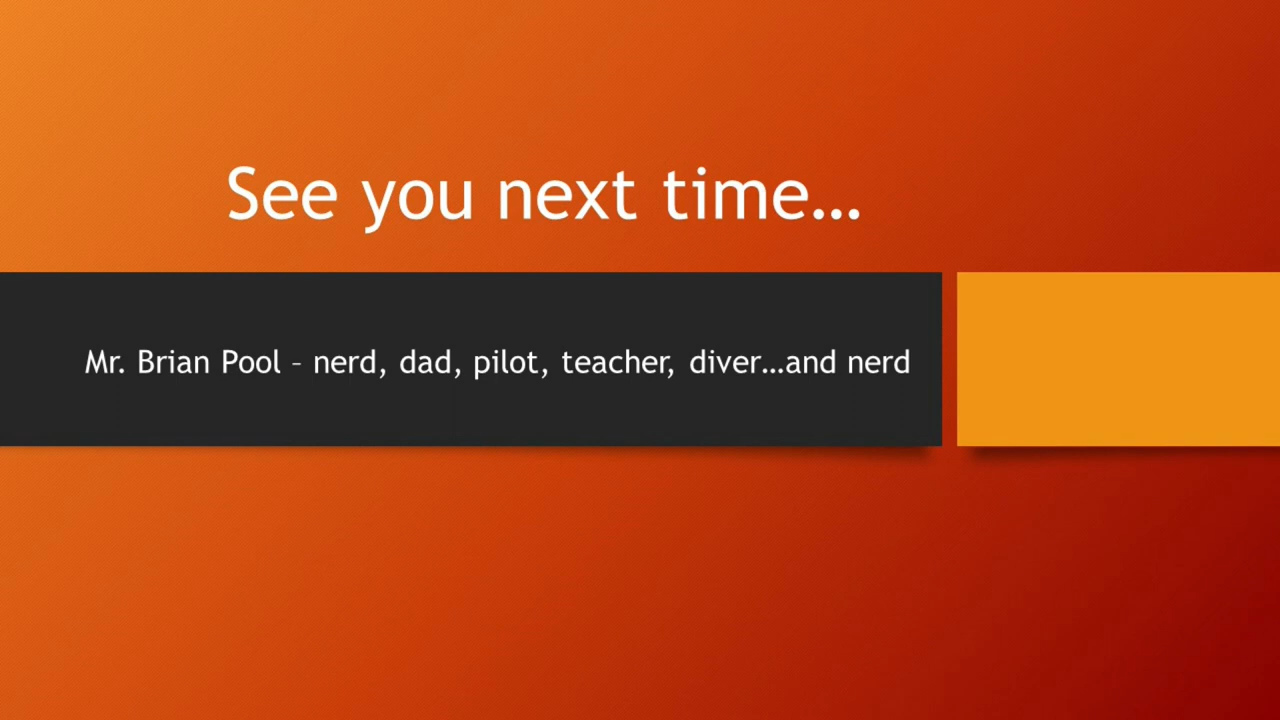 See you next time…
Mr. Brian Pool – nerd, dad, pilot, teacher, diver…and nerd